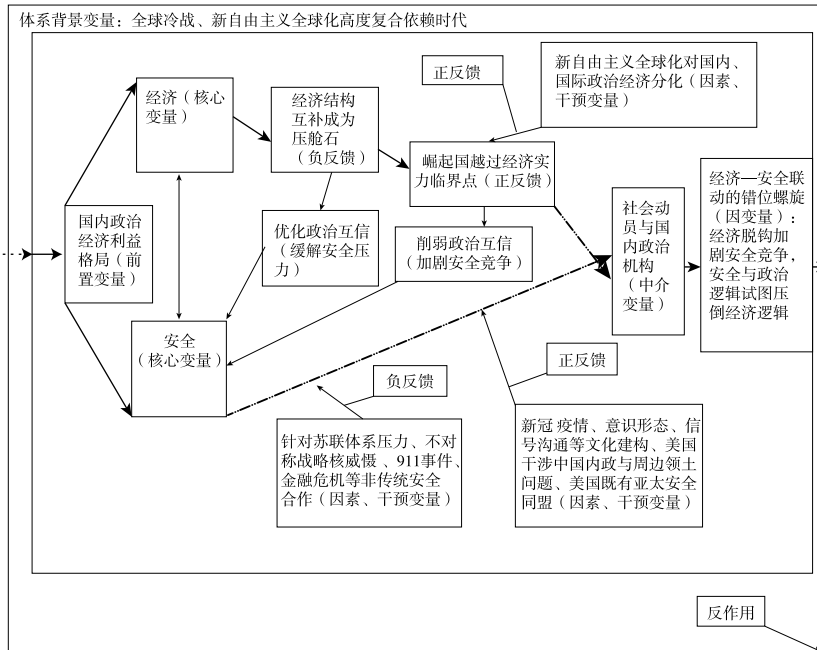 体系背景变量：全球冷战、新自由主义全球化高度复合依赖时代
正反馈
新自由主义全球化对国内、
国际政治经济分化（因素、
干预变量）
经济（核心
变量）
经济结构
互补成为
压舱石
（负反馈）
崛起国越过经济实
力临界点（正反馈）
国内政治
经济利益
格局（前
置变量）
优化政治互信
（缓解安全压
力）
削弱政治互信
（加剧安全竞争）
社会动
员与国
内政治
机构
（中介
变量）
经济—安全联
动的错位螺旋
（因变量）：
经济脱钩加
剧安全竞争，
安全与政治
逻辑试图压
倒经济逻辑
安全
（核心变量）
负反馈
正反馈
针对苏联体系压力、不对
称战略核威慑、911事件、
金融危机等非传统安全
合作（因素、干预变量）
新冠疫情、意识形态、信
号沟通等文化建构、美国
干涉中国内政与周边领土
问题、美国既有亚太安全
同盟（因素、干预变量）
反作用